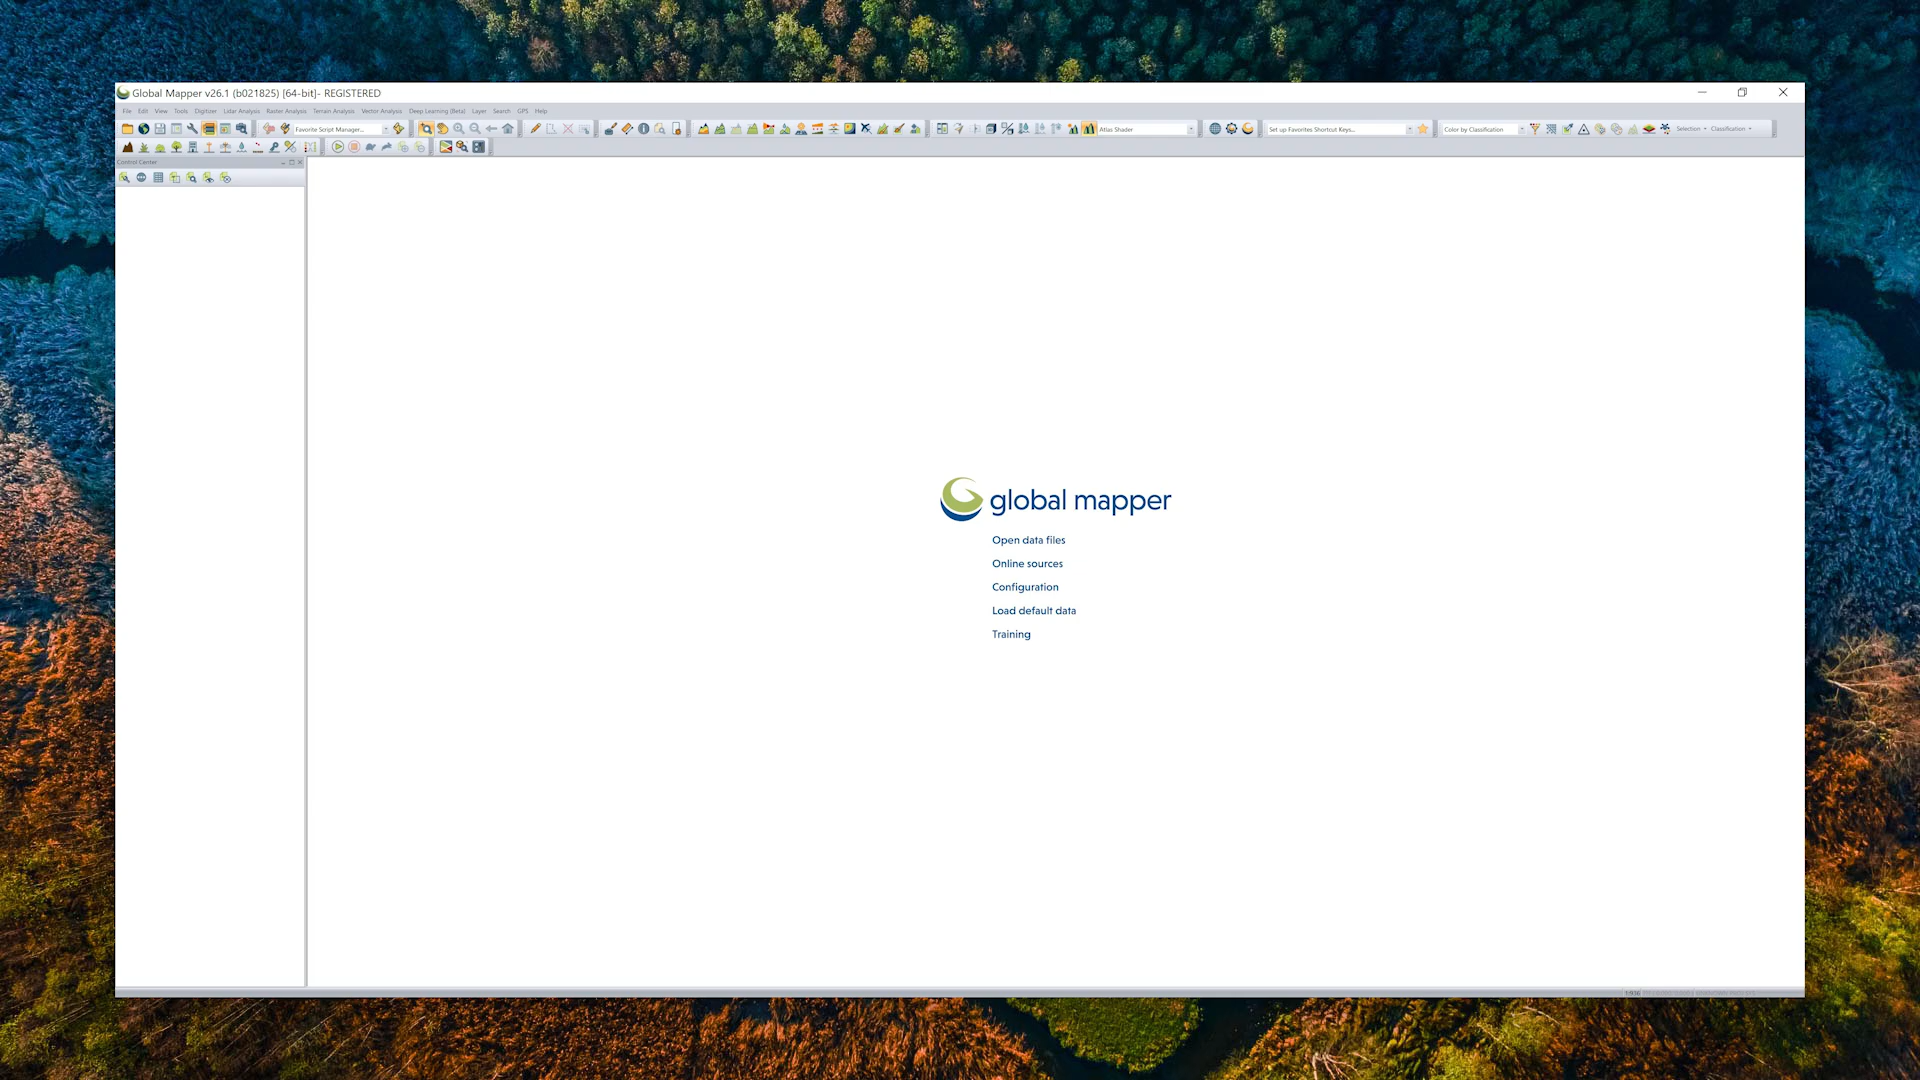 Global Mapper v26.1 (b021825) [64-bit]- REGISTERED
File Edit View Tools Digitizer Lidar Analysis Raster Analysis Terrain Analysis Vector Analysis Deep Learning (Beta) Layer Search GPS Help
Favorite Script Manager... Atlas Shader Set up Favorites Shortcut Keys... Color by Classification Selection Classification
Control Center
global mapper
Open data files
Online sources
Configuration
Load default data
Training